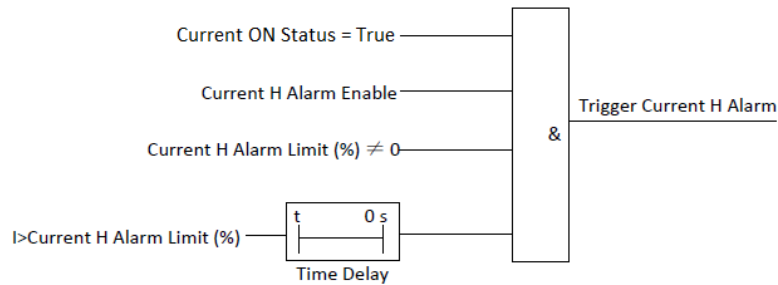 Current ON Status = True
Current H Alarm Enable
Trigger Current H Alarm
&
Current H Alarm Limit (%) ≠ 0
t 0 s
I>Current H Alarm Limit (%)
Time Delay